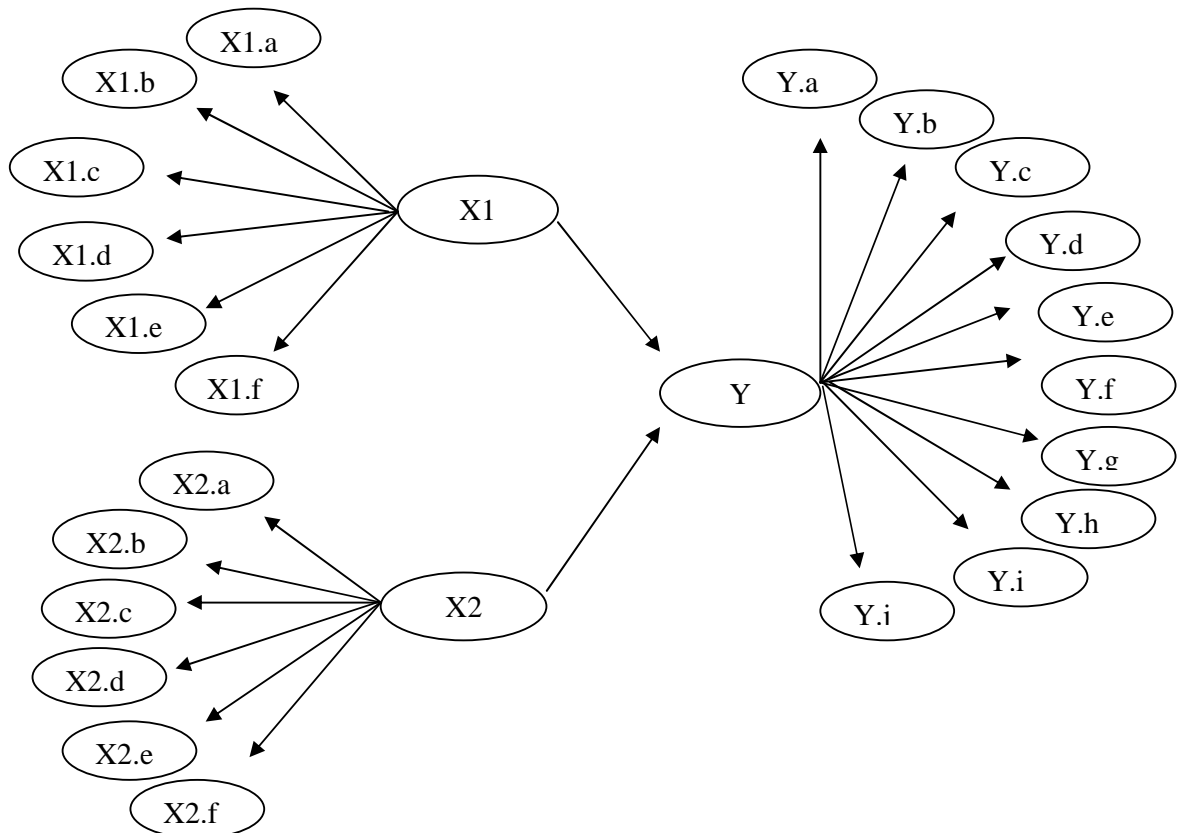 X1.a
X1.b
X1.c
X1.d
X1.e
X1.f
X1
X2.a
X2.b
X2.c
X2.d
X2.e
X2.f
X2
Y
Y.a
Y.b
Y.c
Y.d
Y.e
Y.f
Y.g
Y.h
Y.i
Y.j